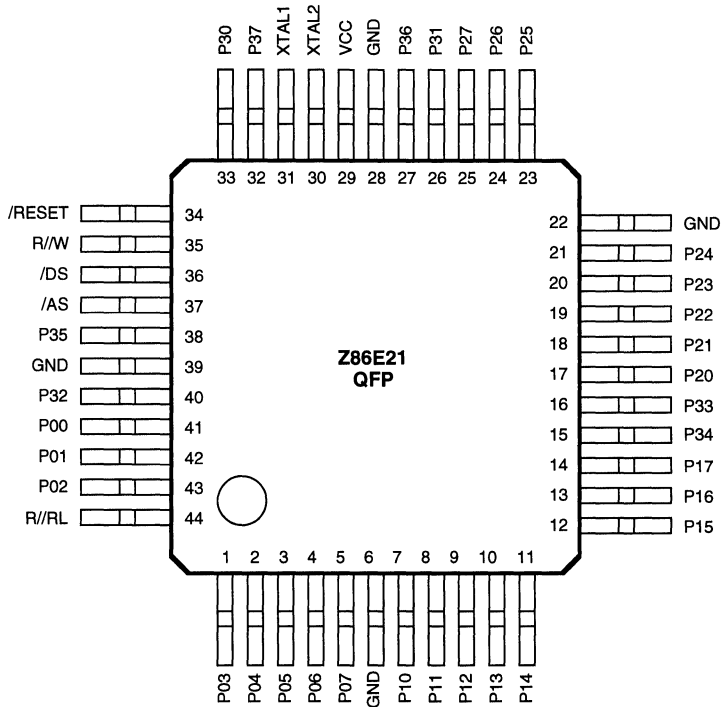 P30 P37 XTAL1 XTAL2 VCC GND P36 P31 P27 P26 P25
33 32 31 30 29 28 27 26 25 24 23
/RESET 34
R//W 35
/DS 36
/AS 37
P35 38
GND 39
P32 40
P00 41
P01 42
P02 43
R//RL 44
Z86E21
QFP
22 GND
21 P24
20 P23
19 P22
18 P21
17 P20
16 P33
15 P34
14 P17
13 P16
12 P15
1 2 3 4 5 6 7 8 9 10 11
P03 P04 P05 P06 P07 GND P10 P11 P12 P13 P14